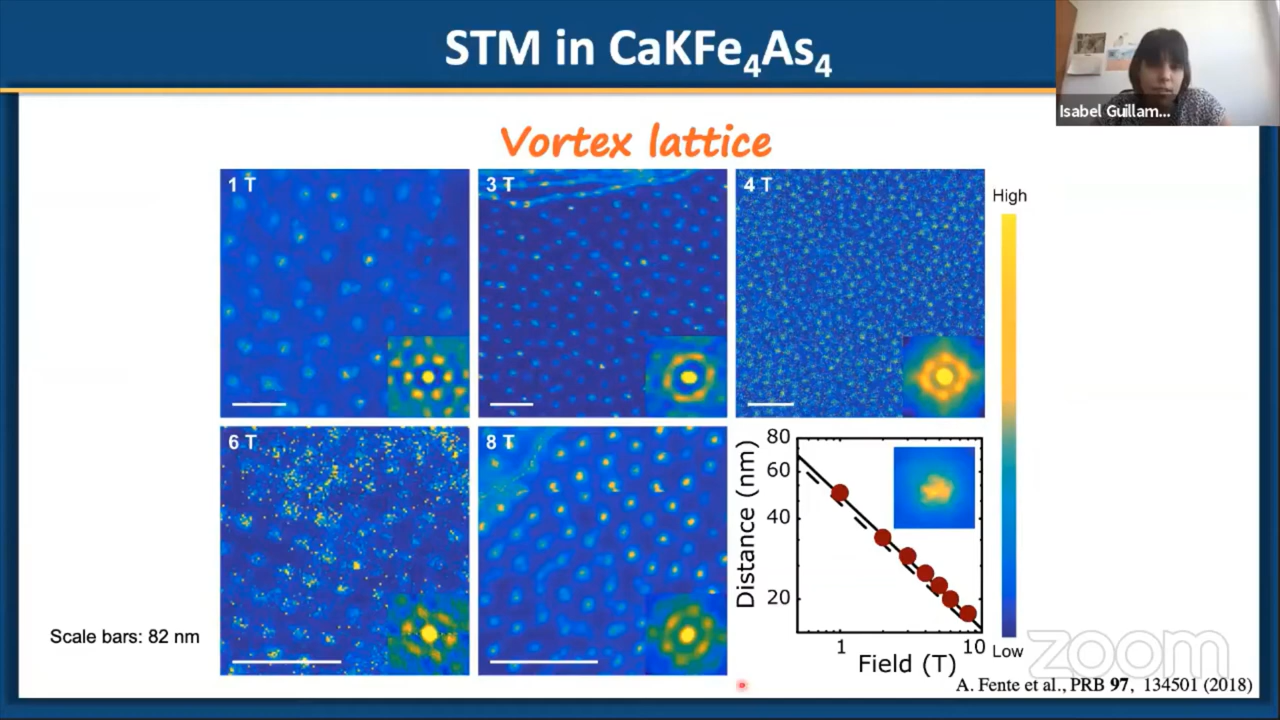 STM in CaKFe₄As₄
Isabel Guillam...
Vortex lattice
1 T
3 T
4 T
High
6 T
8 T
Distance (nm)
80
60
40
20
1
10
Field (T)
Low
Scale bars: 82 nm
zoom
A. Fente et al., PRB 97, 134501 (2018)